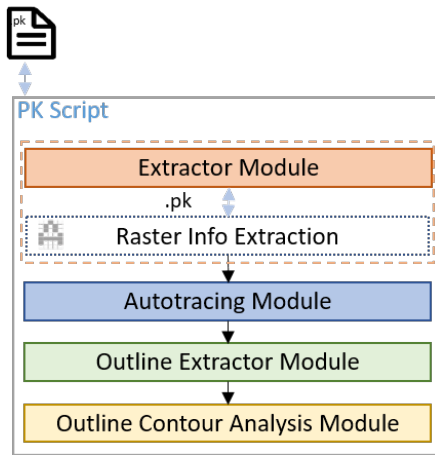 .pk
PK Script
Extractor Module
.pk
Raster Info Extraction
Autotracing Module
Outline Extractor Module
Outline Contour Analysis Module